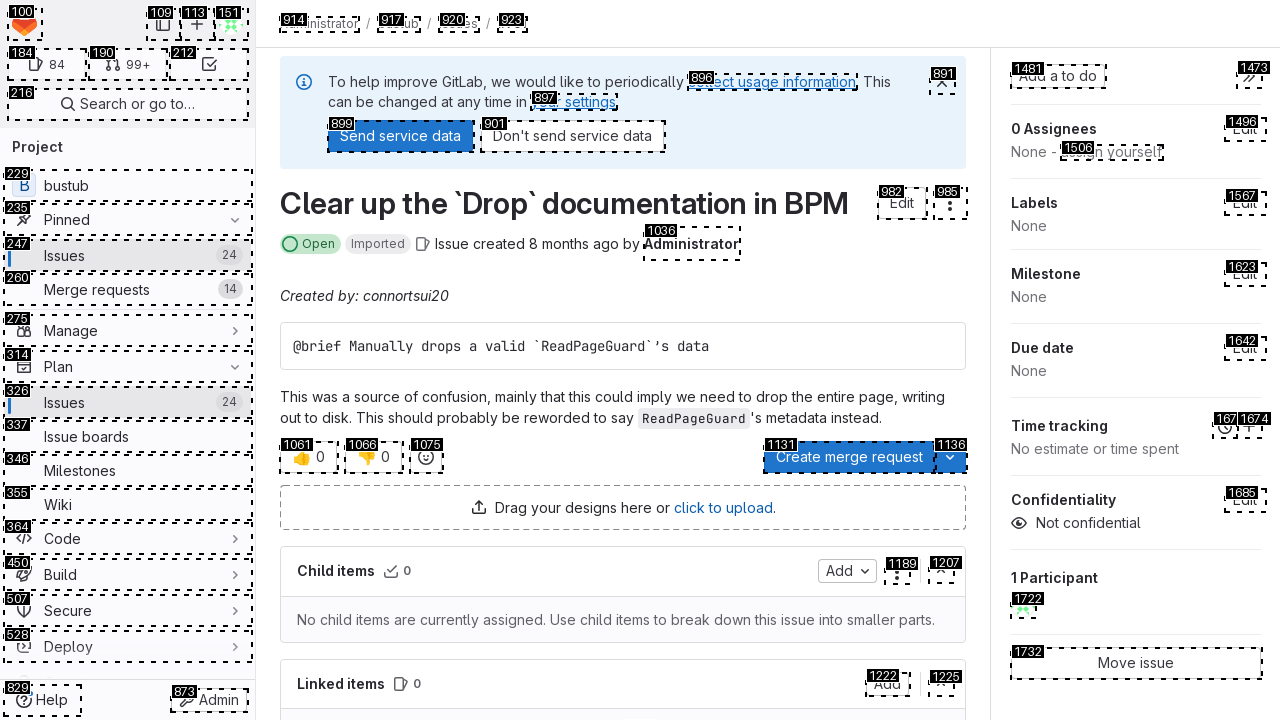 100
109
113
151
184
84
190
99+
212
216
Search or go to…
Project
229
B
bustub
235
Pinned
247
Issues
24
260
Merge requests
14
275
Manage
314
Plan
326
Issues
24
337
Issue boards
346
Milestones
355
Wiki
364
Code
450
Build
507
Secure
528
Deploy
829
Help
873
Admin
914
917
/
920
/
923
/
To help improve GitLab, we would like to periodically 896 collect usage information. This
can be changed at any time in 897 your settings.
891
899
Send service data
901
Don't send service data
Clear up the `Drop` documentation in BPM
982
Edit
985
Open
Imported
Issue created 8 months ago by Administrator
1036
Created by: connortsui20
@brief Manually drops a valid `ReadPageGuard`'s data
This was a source of confusion, mainly that this could imply we need to drop the entire page, writing
out to disk. This should probably be reworded to say ReadPageGuard's metadata instead.
1061
0
1066
0
1075
1131
Create merge request
1136
Drag your designs here or click to upload.
Child items
0
Add
1189
1207
No child items are currently assigned. Use child items to break down this issue into smaller parts.
Linked items
0
1222
Add
1225
1481
Add a to do
1473
0 Assignees
1496
Edit
None - 1506 assign yourself
Labels
1567
Edit
None
Milestone
1623
Edit
None
Due date
1642
Edit
None
Time tracking
167
1674
No estimate or time spent
Confidentiality
1685
Edit
Not confidential
1 Participant
1722
1732
Move issue